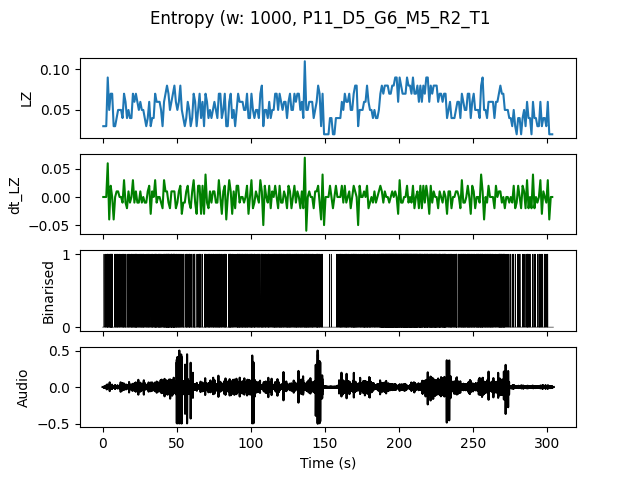 Entropy (w: 1000, P11_D5_G6_M5_R2_T1
0.10
0.05
LZ
0.05
0.00
−0.05
dt_LZ
1
0
Binarised
0.5
0.0
−0.5
Audio
0 50 100 150 200 250 300
Time (s)